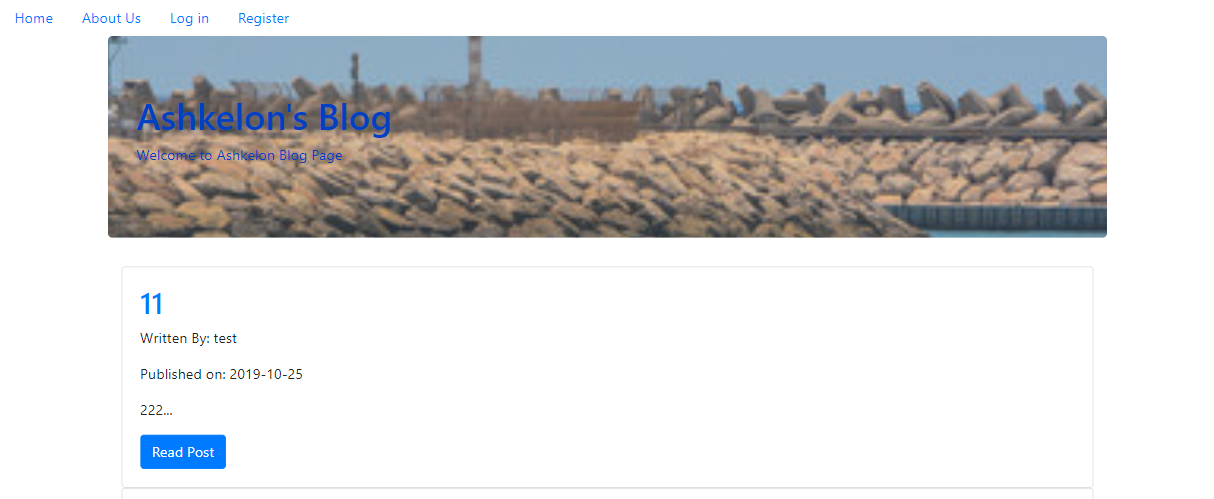 Home About Us Log in Register
Ashkelon's Blog
Welcome to Ashkelon Blog Page
11
Written By: test
Published on: 2019-10-25
222...
Read Post